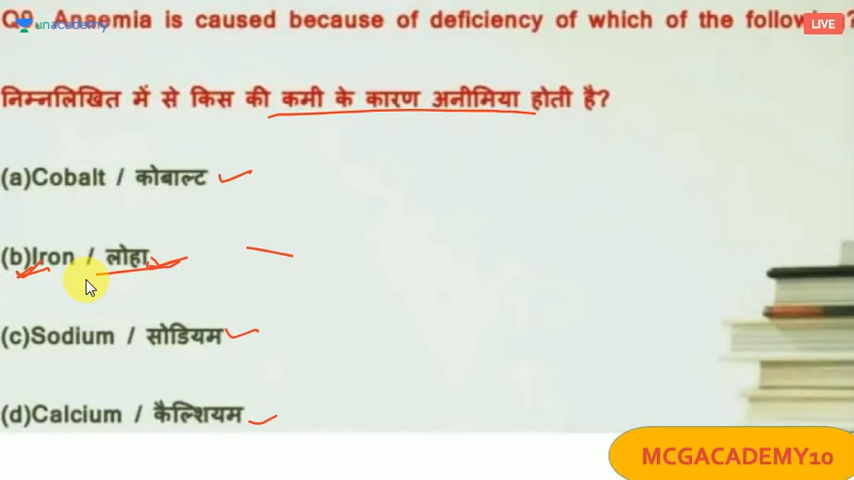 Q9. Anaemia is caused because of deficiency of which of the following?
unacademy
LIVE
निम्नलिखित में से किस की कमी के कारण अनीमिया होती है?
(a)Cobalt / कोबाल्ट
(b)Iron / लोहा
(c)Sodium / सोडियम
(d)Calcium / कैल्शियम
MCGACADEMY10